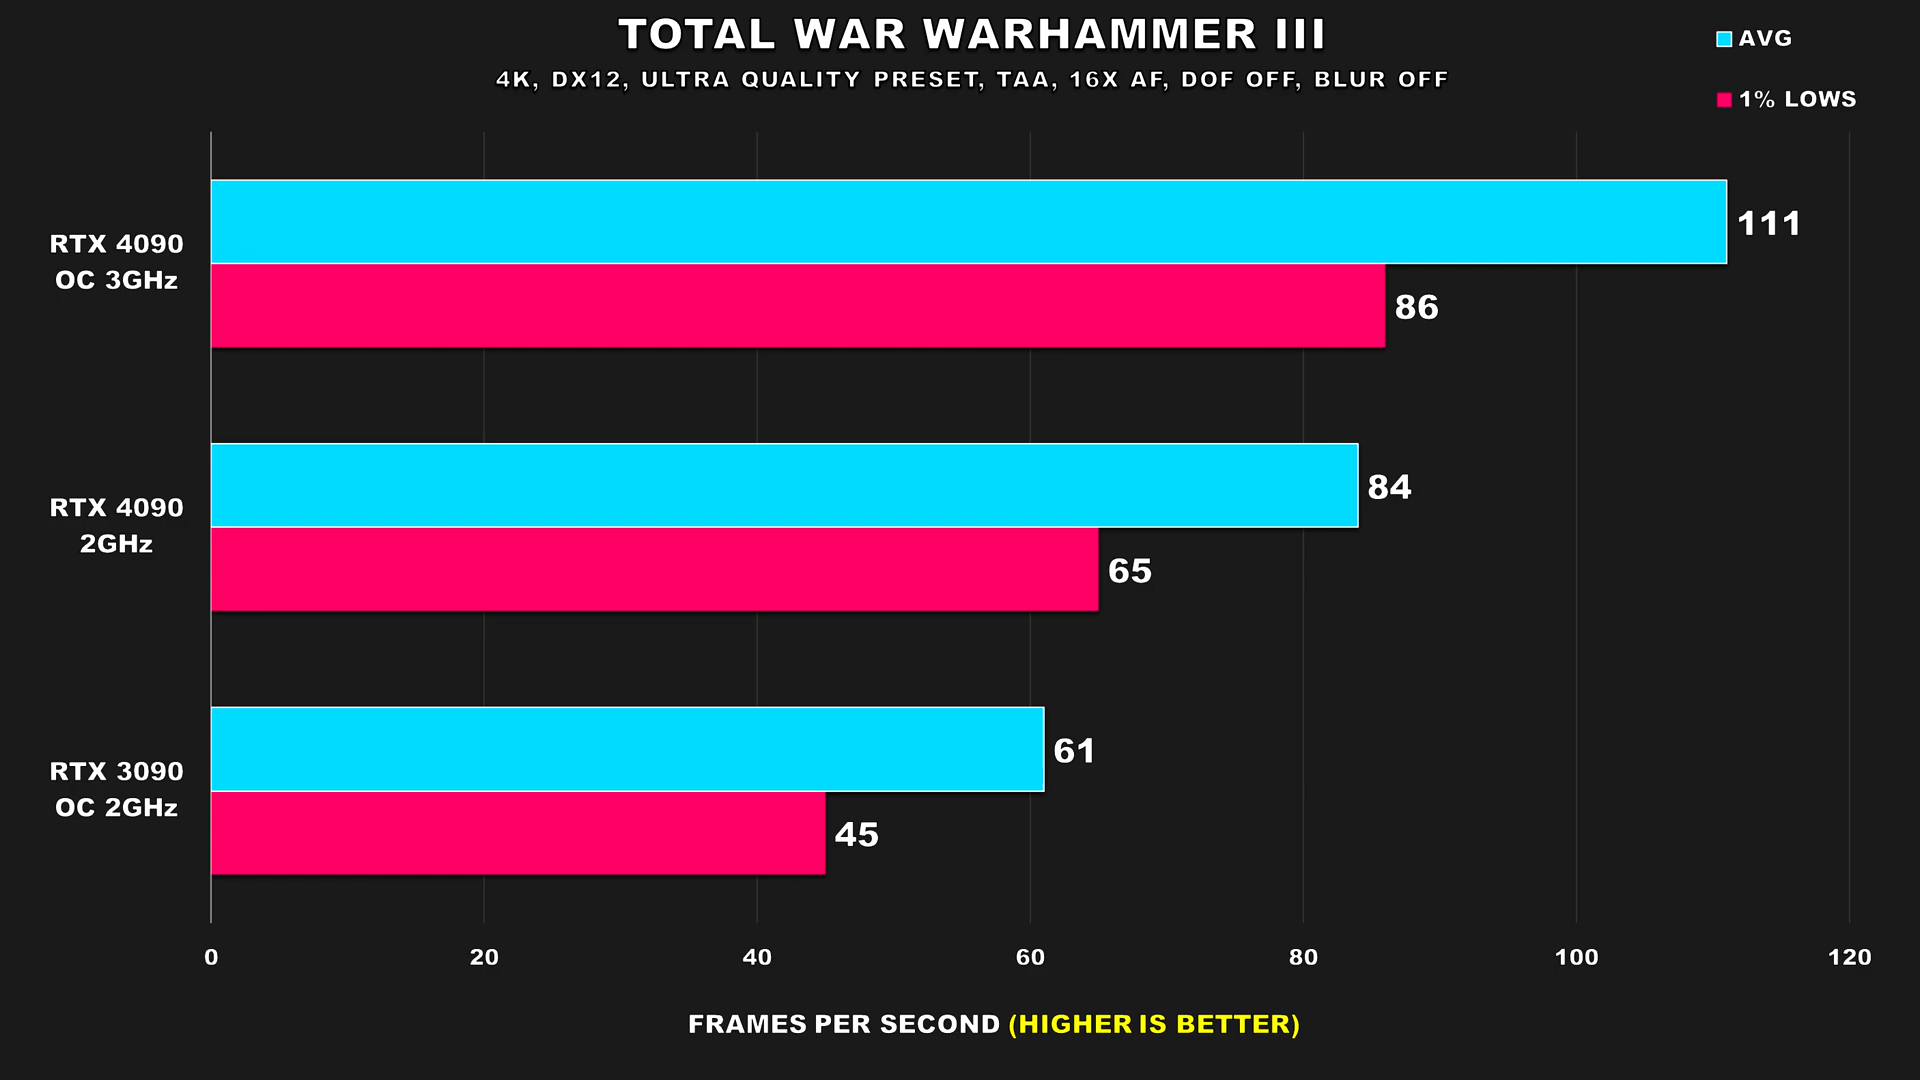 TOTAL WAR WARHAMMER III
4K, DX12, ULTRA QUALITY PRESET, TAA, 16X AF, DOF OFF, BLUR OFF
AVG
1% LOWS
RTX 4090
OC 3GHz
111
86
RTX 4090
2GHz
84
65
RTX 3090
OC 2GHz
61
45
0 20 40 60 80 100 120
FRAMES PER SECOND (HIGHER IS BETTER)